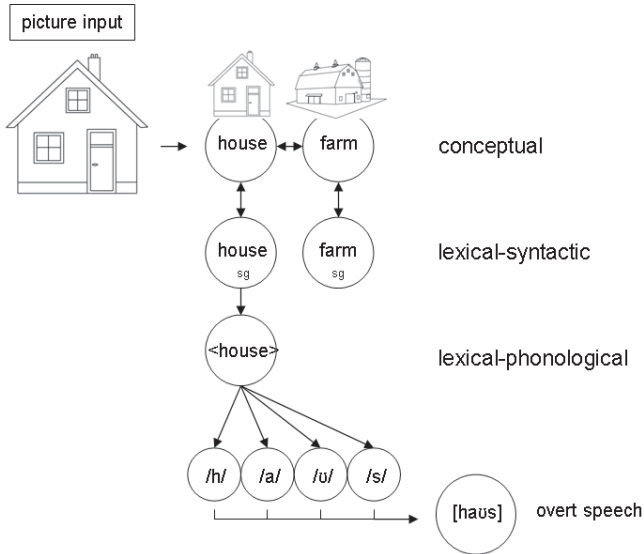 picture input
house farm conceptual
house farm lexical-syntactic
sg sg
<house> lexical-phonological
/h/ /a/ /ʊ/ /s/
[haʊs] overt speech